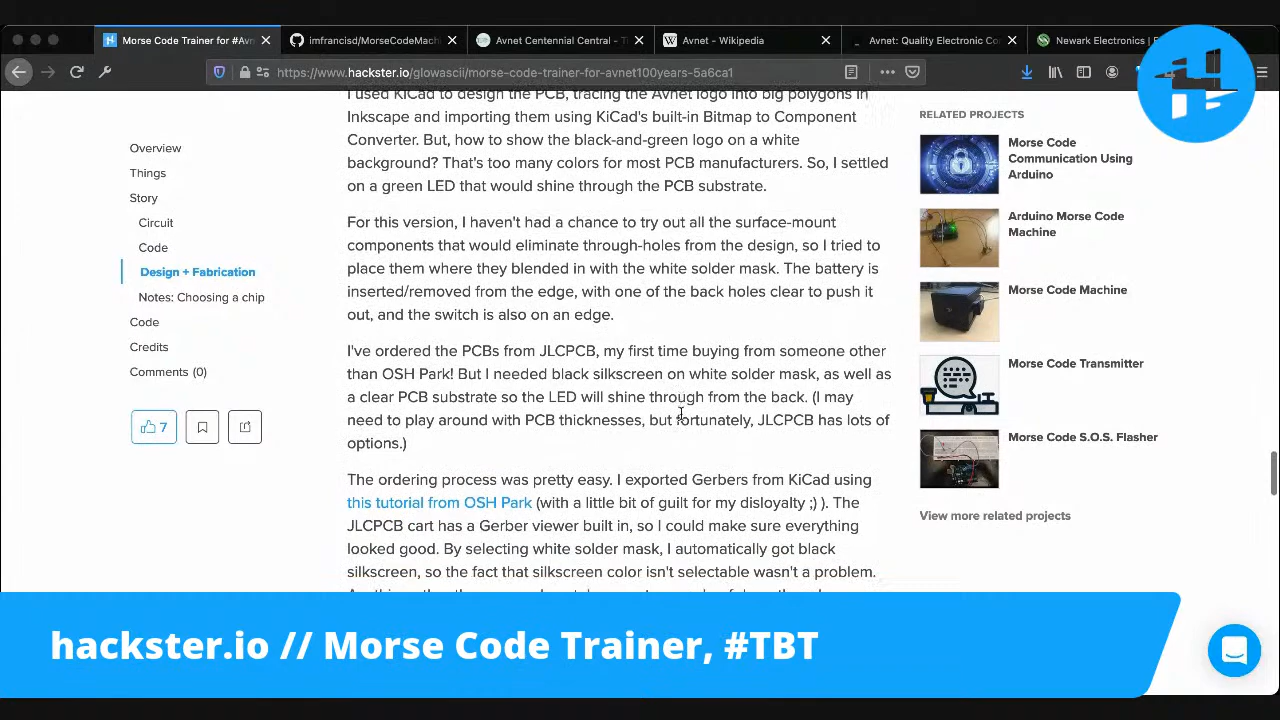 Morse Code Trainer for #Avn
imfrancisd/MorseCodeMach
Avnet Centennial Central - T
Avnet - Wikipedia
Avnet: Quality Electronic Co
Newark Electronics | E
https://www.hackster.io/glowascii/morse-code-trainer-for-avnet100years-5a6ca1
Overview
Things
Story
Circuit
Code
Design + Fabrication
Notes: Choosing a chip
Code
Credits
Comments (0)
7
I used KiCad to design the PCB, tracing the Avnet logo into big polygons in
Inkscape and importing them using KiCad's built-in Bitmap to Component
Converter. But, how to show the black-and-green logo on a white
background? That's too many colors for most PCB manufacturers. So, I settled
on a green LED that would shine through the PCB substrate.
For this version, I haven't had a chance to try out all the surface-mount
components that would eliminate through-holes from the design, so I tried to
place them where they blended in with the white solder mask. The battery is
inserted/removed from the edge, with one of the back holes clear to push it
out, and the switch is also on an edge.
I've ordered the PCBs from JLCPCB, my first time buying from someone other
than OSH Park! But I needed black silkscreen on white solder mask, as well as
a clear PCB substrate so the LED will shine through from the back. (I may
need to play around with PCB thicknesses, but fortunately, JLCPCB has lots of
options.)
The ordering process was pretty easy. I exported Gerbers from KiCad using
this tutorial from OSH Park (with a little bit of guilt for my disloyalty ;) ). The
JLCPCB cart has a Gerber viewer built in, so I could make sure everything
looked good. By selecting white solder mask, I automatically got black
silkscreen, so the fact that silkscreen color isn't selectable wasn't a problem.
RELATED PROJECTS
Morse Code
Communication Using
Arduino
Arduino Morse Code
Machine
Morse Code Machine
Morse Code Transmitter
Morse Code S.O.S. Flasher
View more related projects
hackster.io // Morse Code Trainer, #TBT